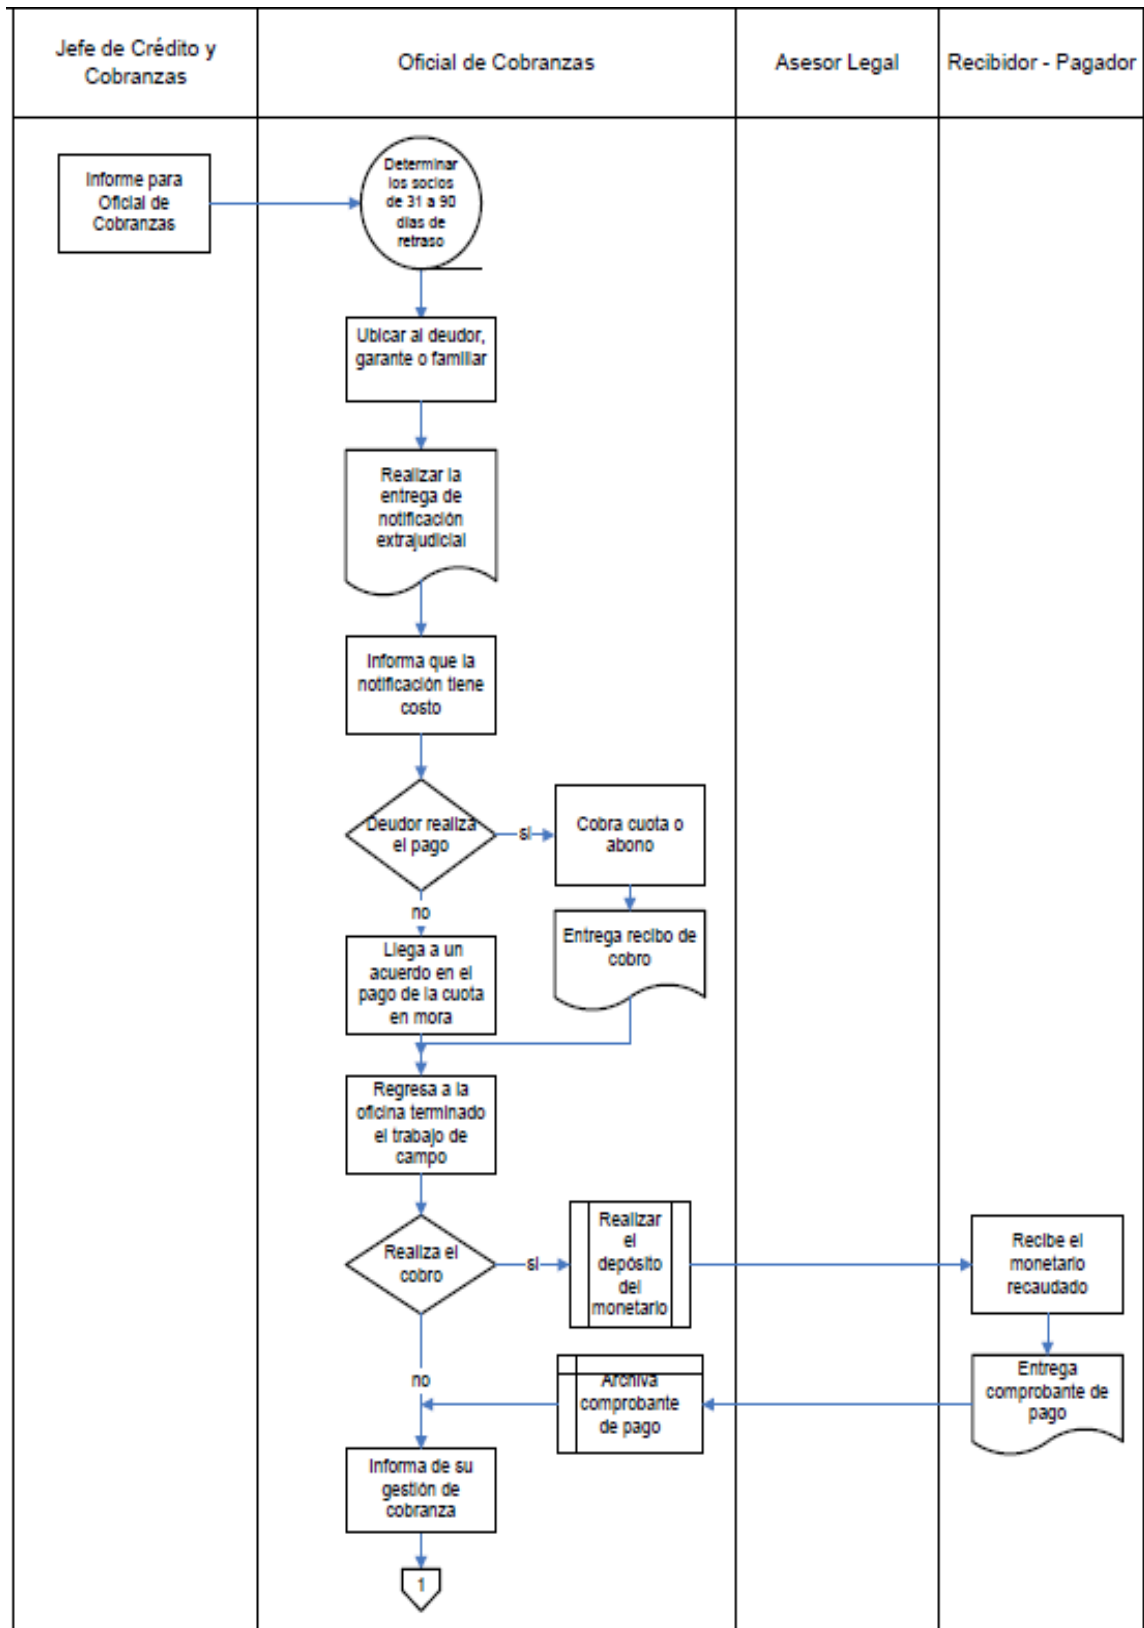 Jefe de Crédito y
Cobranzas
Oficial de Cobranzas
Asesor Legal
Recibidor - Pagador
Informe para
Oficial de
Cobranzas
Determinar
los socios
de 31 a 90
días de
retraso
Ubicar al deudor,
garante o familiar
Realizar la
entrega de
notificación
extrajudicial
Informa que la
notificación tiene
costo
Deudor realiza
el pago
si
Cobra cuota o
abono
no
Entrega recibo de
cobro
Llega a un
acuerdo en el
pago de la cuota
en mora
Regresa a la
oficina terminado
el trabajo de
campo
Realiza el
cobro
si
Realizar
el
depósito
del
monetario
Recibe el
monetario
recaudado
no
Archiva
comprobante
de pago
Entrega
comprobante de
pago
Informa de su
gestión de
cobranza
1